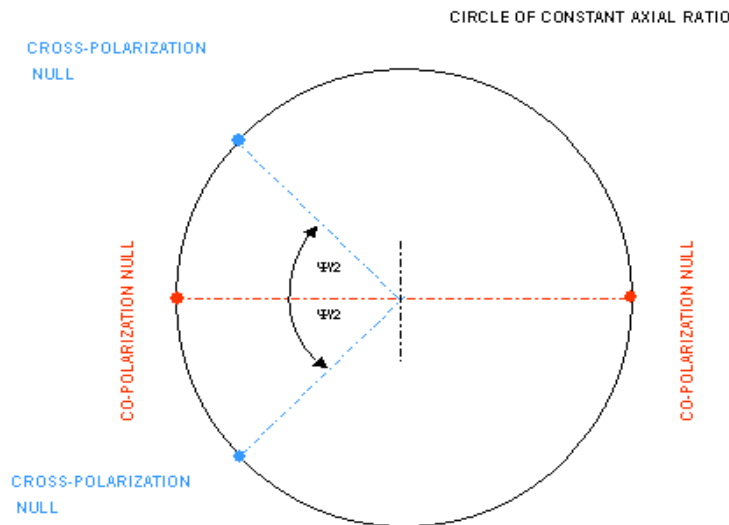 CIRCLE OF CONSTANT AXIAL RATIO
CROSS-POLARIZATION
NULL
CO-POLARIZATION NULL
Ψ/2
Ψ/2
CO-POLARIZATION NULL
CROSS-POLARIZATION
NULL